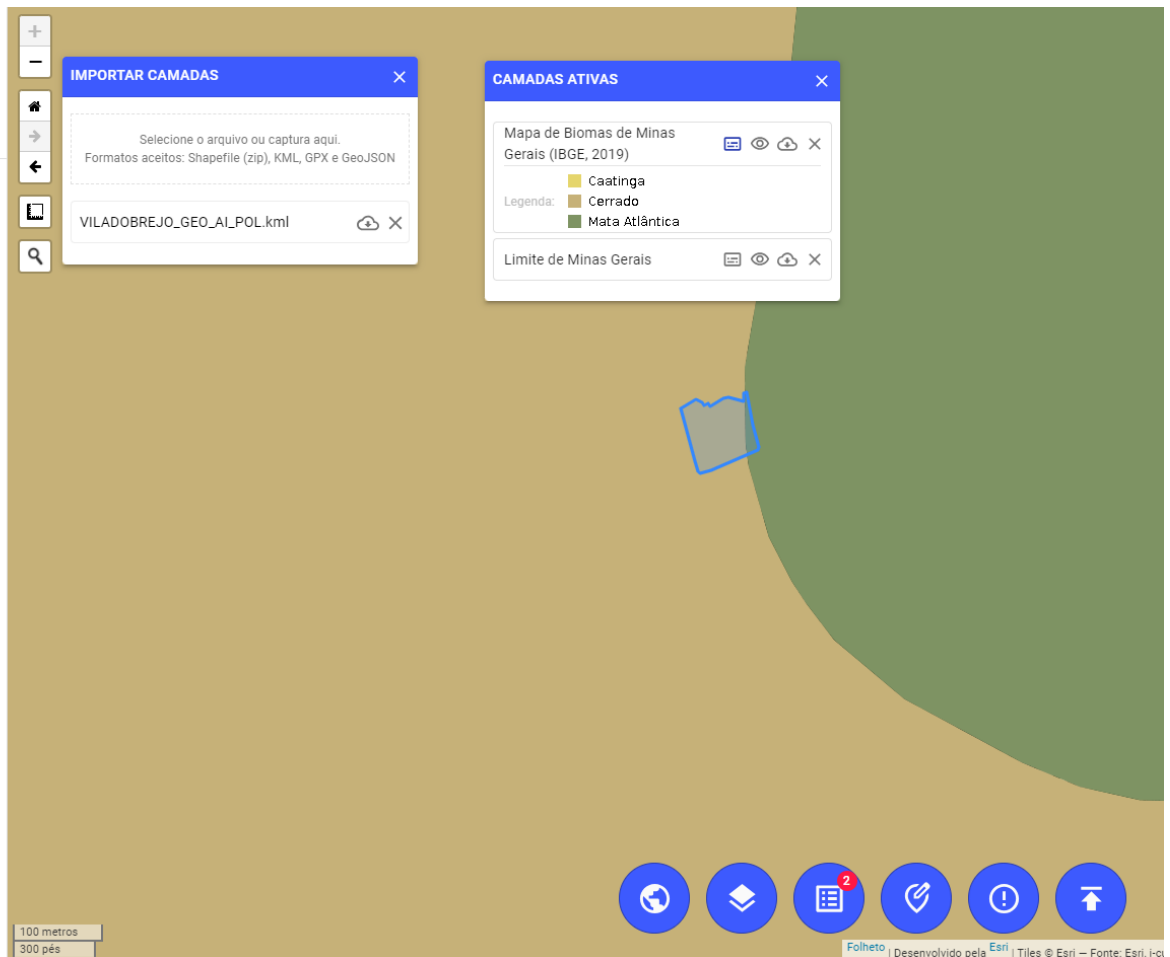 IMPORTAR CAMADAS
Selecione o arquivo ou captura aqui.
Formatos aceitos: Shapefile (zip), KML, GPX e GeoJSON
VILADOBREJO_GEO_AI_POL.kml
CAMADAS ATIVAS
Mapa de Biomas de Minas
Gerais (IBGE, 2019)
Legenda:
Caatinga
Cerrado
Mata Atlântica
Limite de Minas Gerais
2
100 metros
300 pés
Folheto | Desenvolvido pela Esri | Tiles © Esri — Fonte: Esri, i-cu